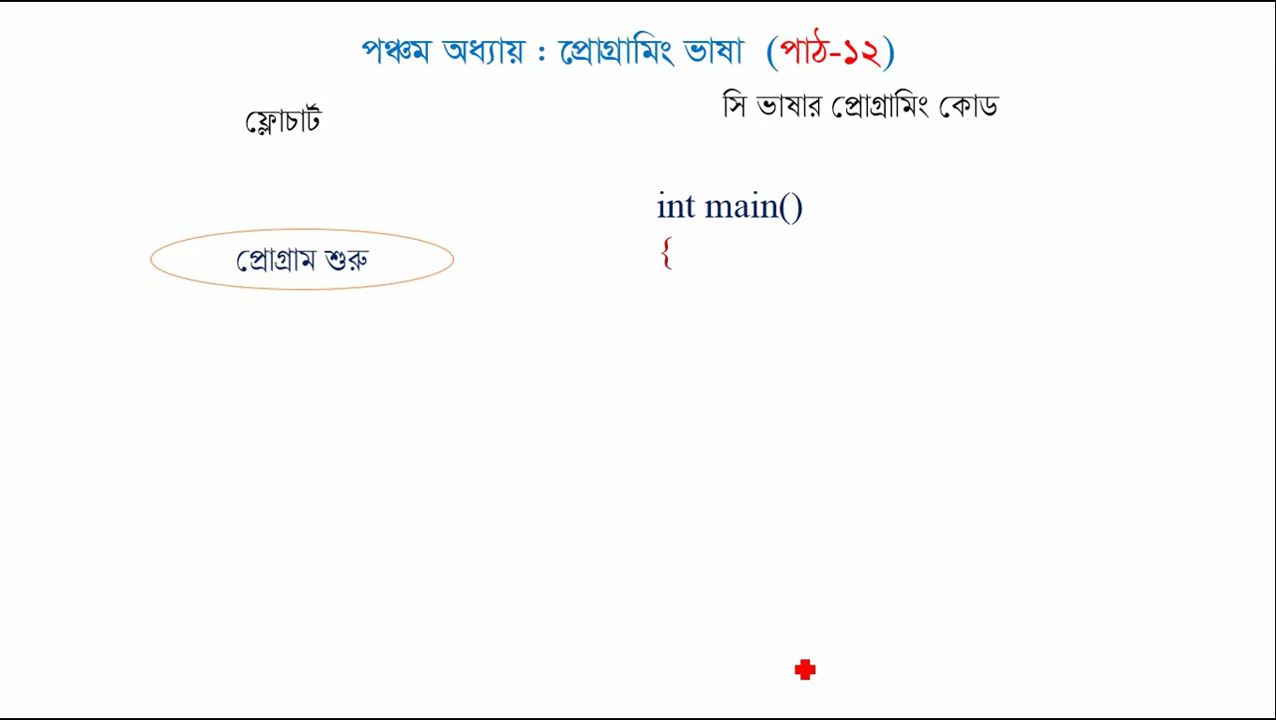 পঞ্চম অধ্যায় : প্রোগ্রামিং ভাষা (পাঠ-১২)
ফ্লোচার্ট
সি ভাষার প্রোগ্রামিং কোড
int main()
প্রোগ্রাম শুরু
{